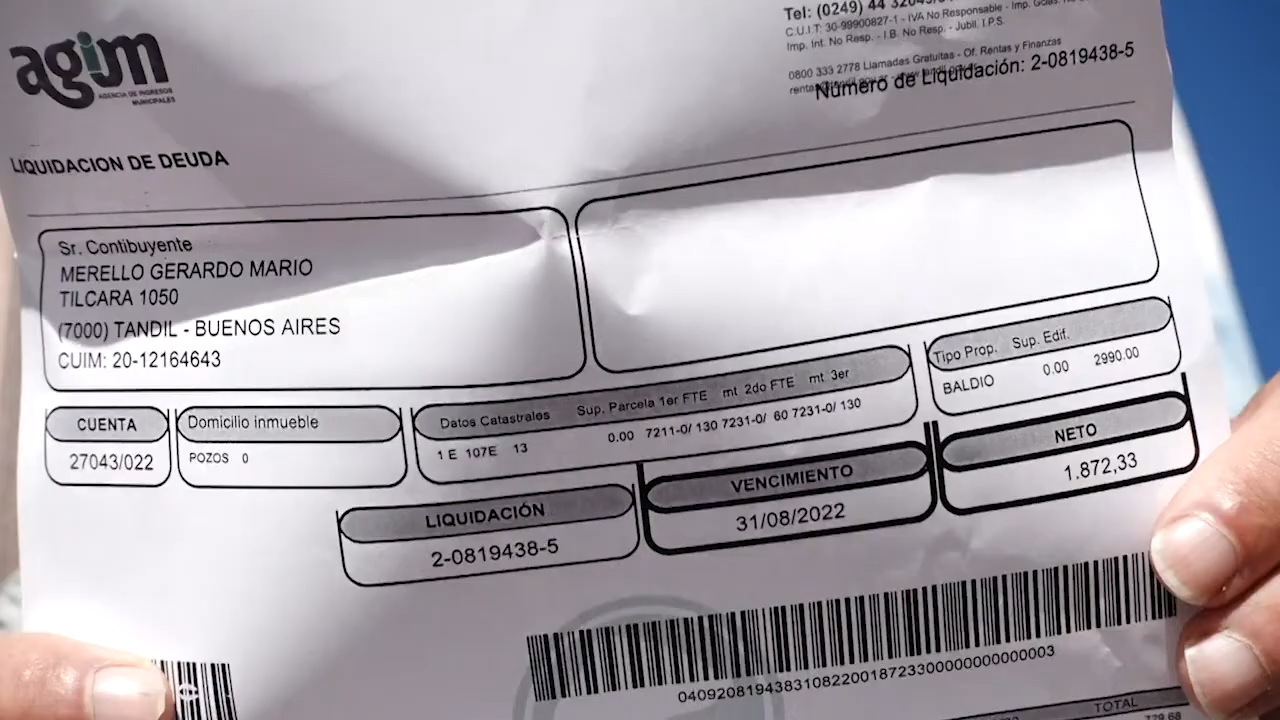 agim
AGENCIA DE INGRESOS
MUNICIPALES
Tel: (0249) 44
C.U.I.T: 30-99900827-1 - IVA No Responsable - Imp. Gcias.
Imp. Int. No Resp. - I.B. No Resp. - Jubil. I.P.S.
0800 333 2778 Llamadas Gratuitas - Of. Rentas y Finanzas
Número de Liquidación: 2-0819438-5
LIQUIDACION DE DEUDA
Sr. Contibuyente
MERELLO GERARDO MARIO
TILCARA 1050
(7000) TANDIL - BUENOS AIRES
CUIM: 20-12164643
Tipo Prop. Sup. Edif.
BALDIO 0.00 2990.00
CUENTA
27043/022
Domicilio inmueble
POZOS 0
Datos Catastrales Sup. Parcela 1er FTE mt 2do FTE mt 3er
1 E 107E 13 0.00 7211-0/ 130 7231-0/ 60 7231-0/ 130
LIQUIDACIÓN
2-0819438-5
VENCIMIENTO
31/08/2022
NETO
1.872,33
TOTAL